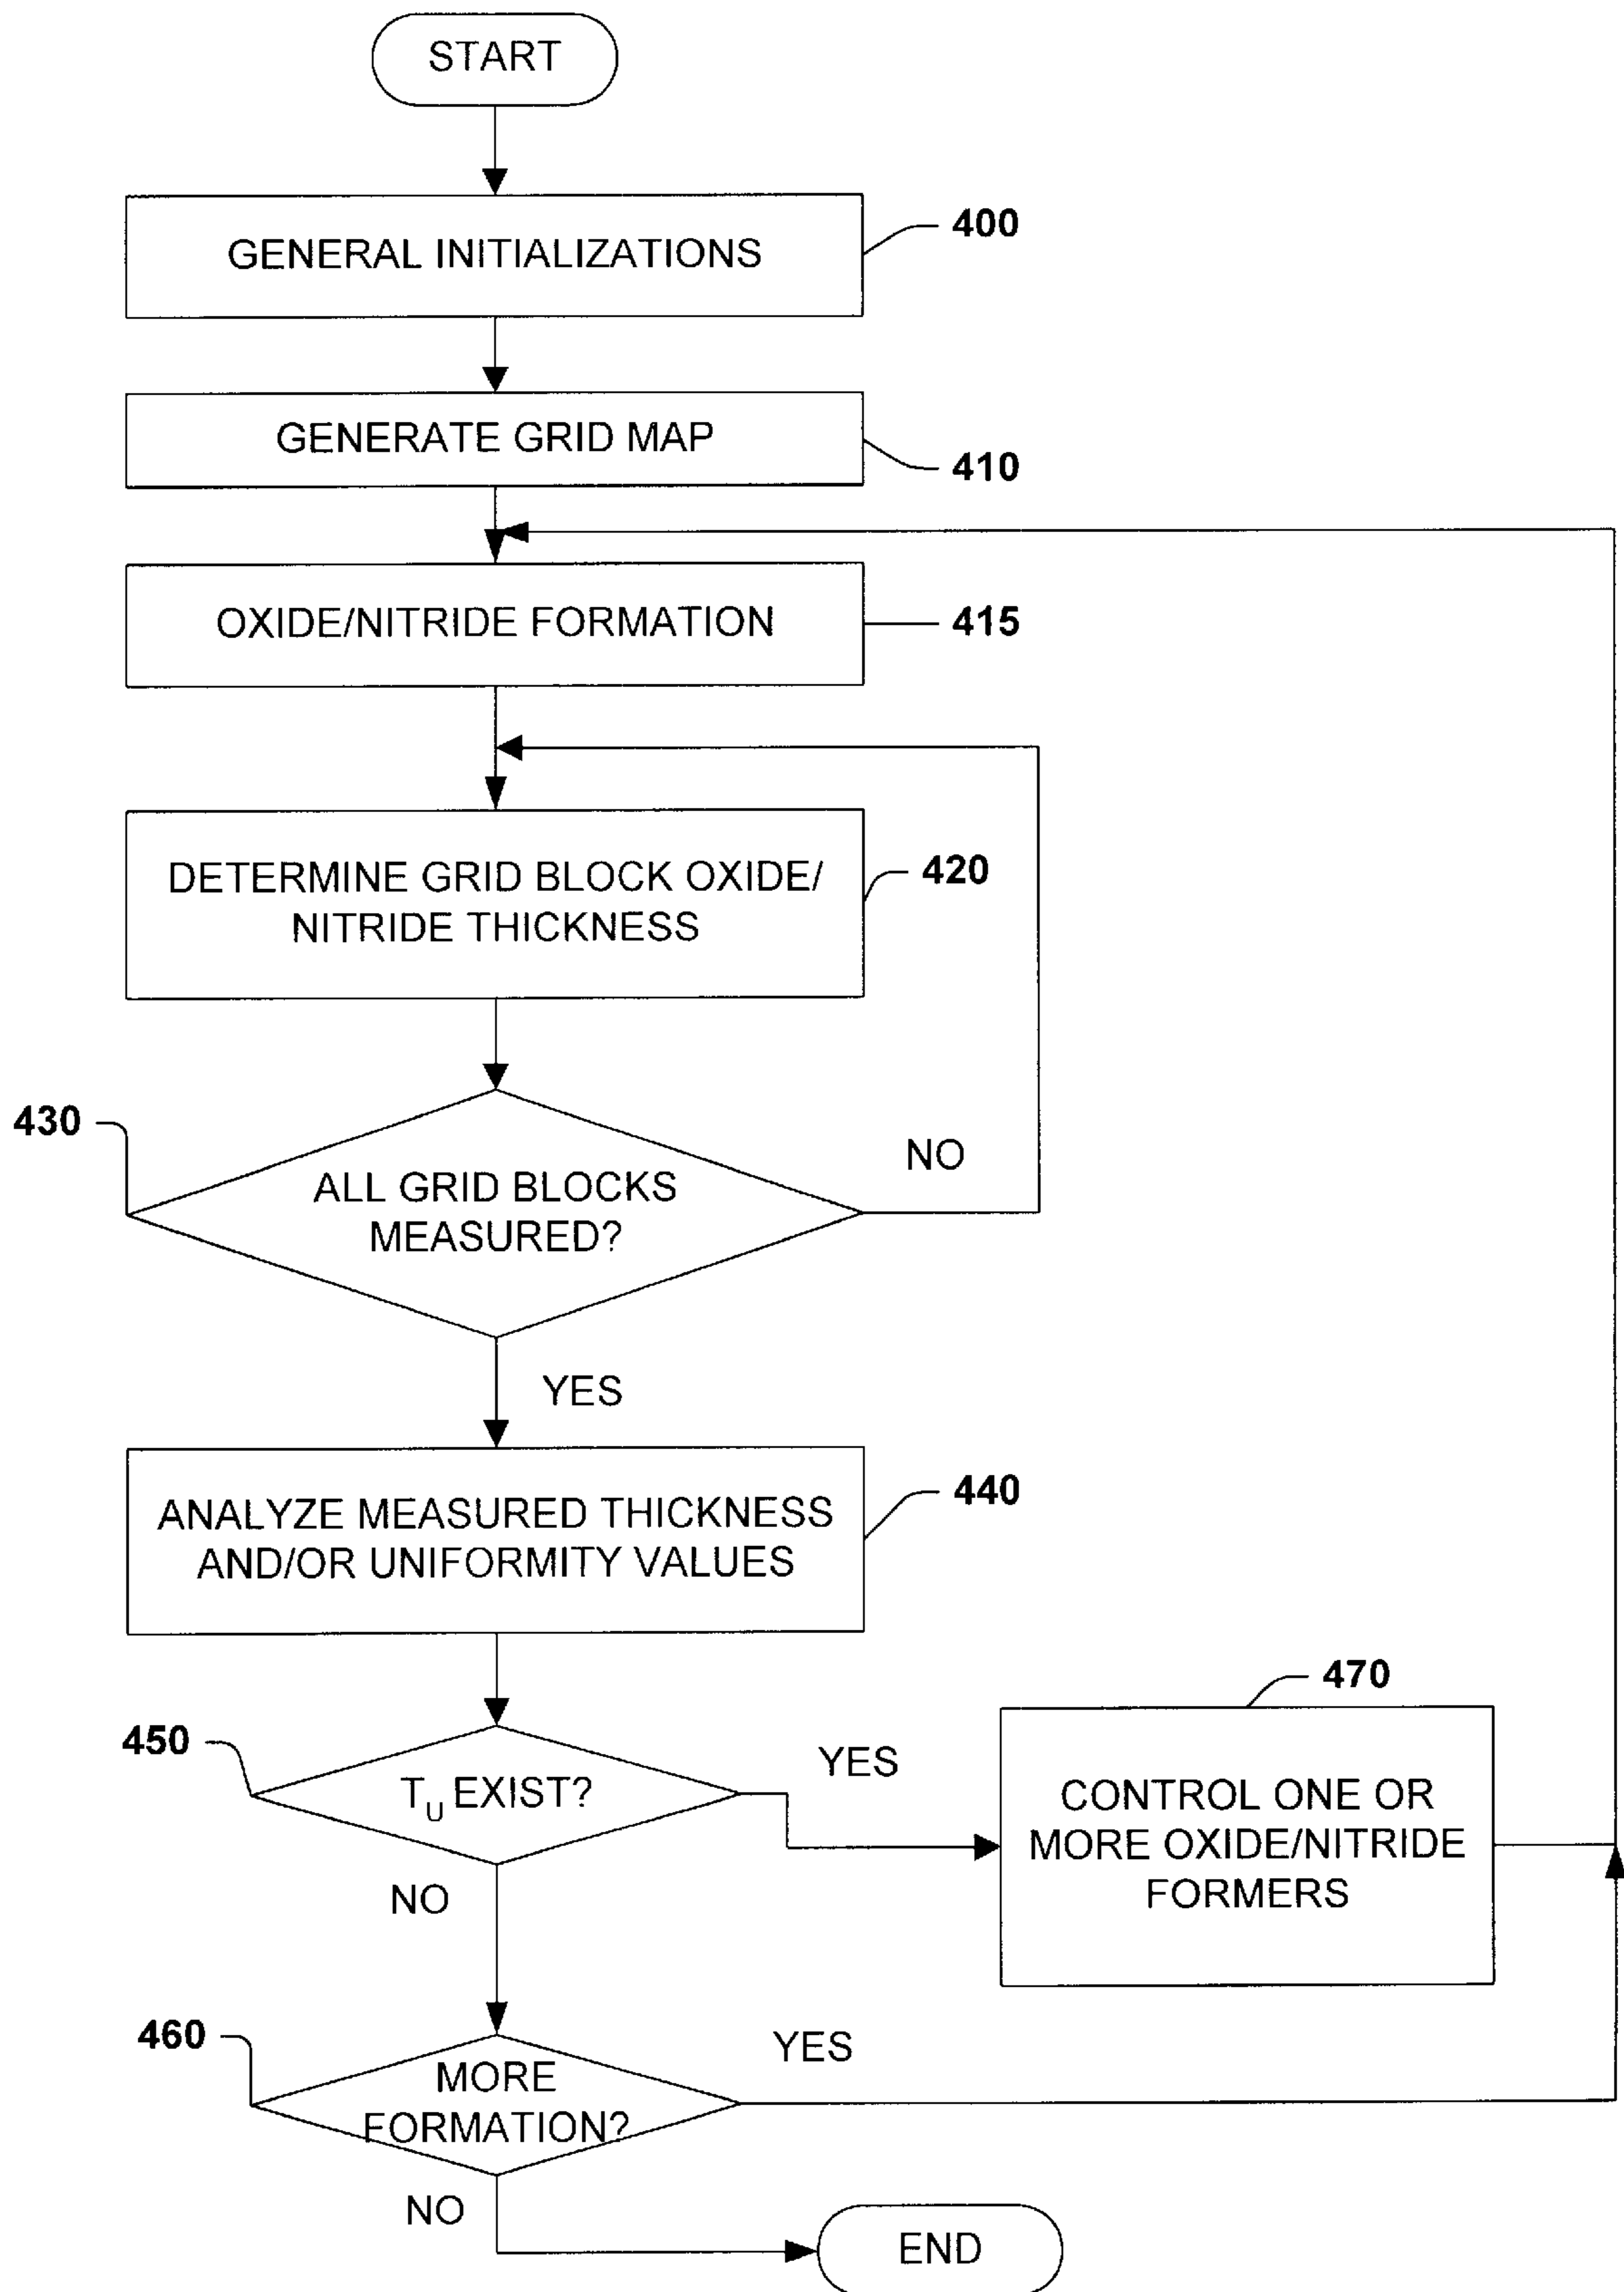 START
GENERAL INITIALIZATIONS
400
GENERATE GRID MAP
410
OXIDE/NITRIDE FORMATION
415
DETERMINE GRID BLOCK OXIDE/
NITRIDE THICKNESS
420
430
ALL GRID BLOCKS
MEASURED?
NO
YES
ANALYZE MEASURED THICKNESS
AND/OR UNIFORMITY VALUES
440
450
TU EXIST?
YES
NO
470
CONTROL ONE OR
MORE OXIDE/NITRIDE
FORMERS
460
MORE
FORMATION?
YES
NO
END